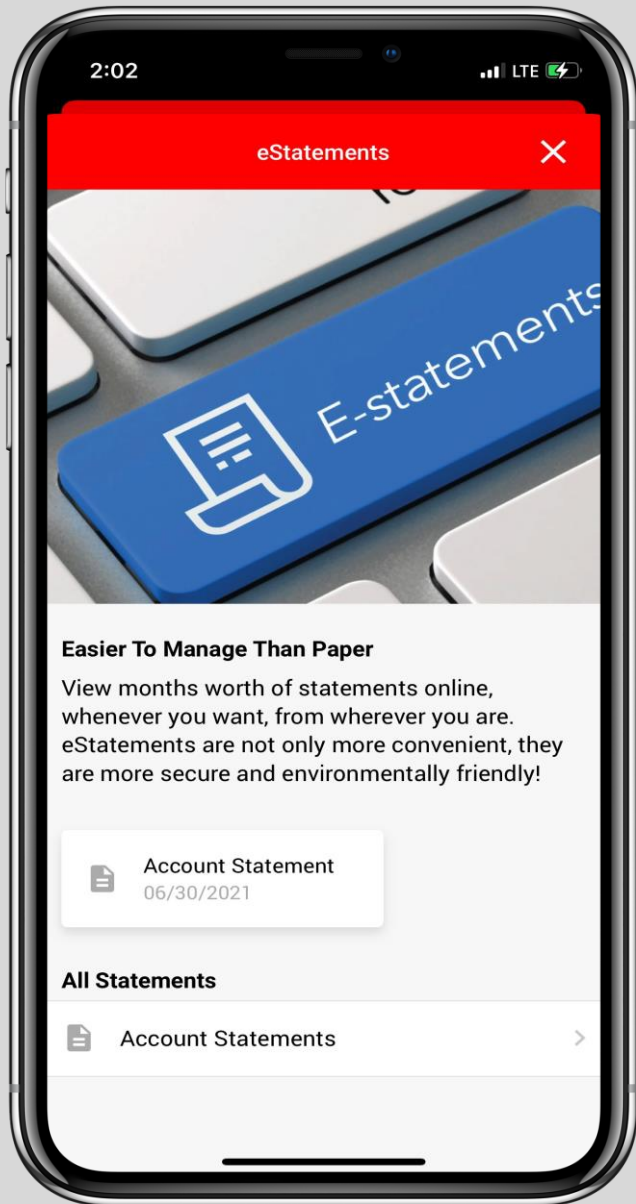 2:02
LTE
eStatements
E-statements
Easier To Manage Than Paper
View months worth of statements online,
whenever you want, from wherever you are.
eStatements are not only more convenient, they
are more secure and environmentally friendly!
Account Statement
06/30/2021
All Statements
Account Statements